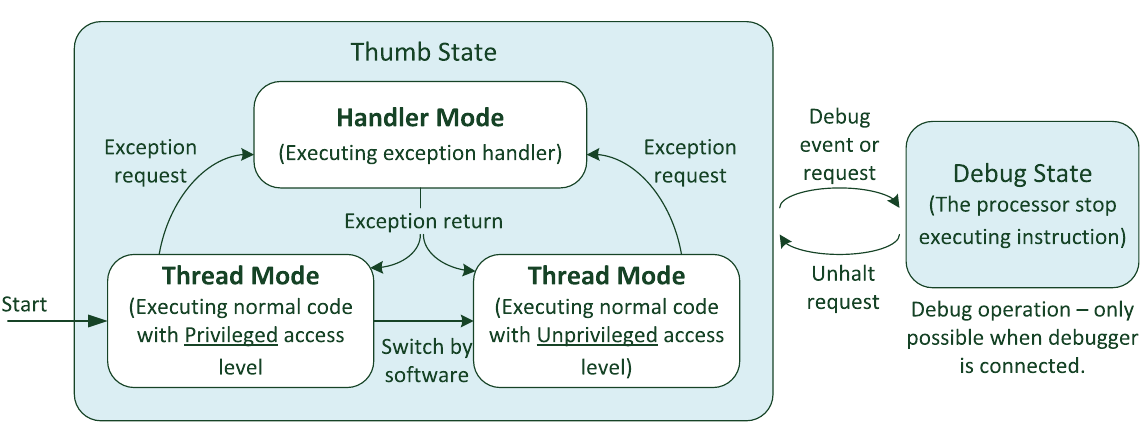 Thumb State
Handler Mode
(Executing exception handler)
Exception
request
Exception
request
Exception return
Start
Thread Mode
(Executing normal code
with Privileged access
level
Switch by
software
Thread Mode
(Executing normal code
with Unprivileged access
level)
Debug
event or
request
Unhalt
request
Debug State
(The processor stop
executing instruction)
Debug operation – only
possible when debugger
is connected.